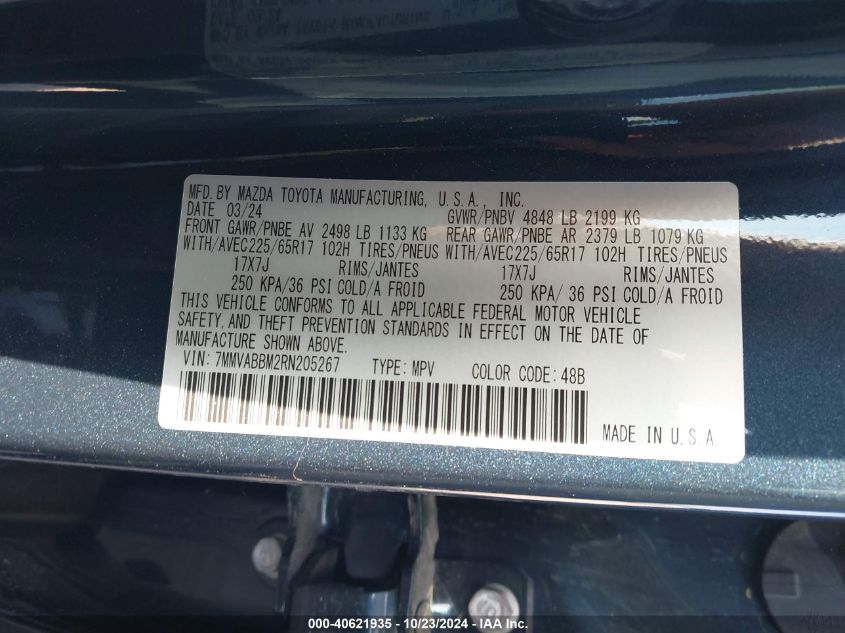 MFD. BY MAZDA TOYOTA MANUFACTURING, U.S.A., INC.
DATE 03/24 GVWR/PNBV 4848 LB 2199 KG
FRONT GAWR/PNBE AV 2498 LB 1133 KG REAR GAWR/PNBE AR 2379 LB 1079 KG
WITH/AVEC225/65R17 102H TIRES/PNEUS WITH/AVEC225/65R17 102H TIRES/PNEUS
17X7J RIMS/JANTES 17X7J RIMS/JANTES
250 KPA/36 PSI COLD/A FROID 250 KPA/ 36 PSI COLD/A FROID
THIS VEHICLE CONFORMS TO ALL APPLICABLE FEDERAL MOTOR VEHICLE
SAFETY, AND THEFT PREVENTION STANDARDS IN EFFECT ON THE DATE OF
MANUFACTURE SHOWN ABOVE.
VIN: 7MMVABBM2RN205267 TYPE: MPV COLOR CODE: 48B
MADE IN U.S.A.
000-40621935 - 10/23/2024 - IAA Inc.